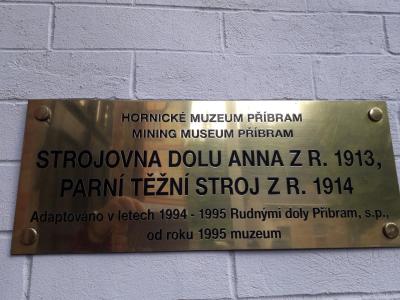 HORNICKÉ MUZEUM PŘÍBRAM
MINING MUSEUM PŘÍBRAM
STROJOVNA DOLU ANNA Z R. 1913,
PARNÍ TĚŽNÍ STROJ Z R. 1914
Adaptováno v letech 1994 - 1995 Rudnými doly Příbram, s.p.,
od roku 1995 muzeum